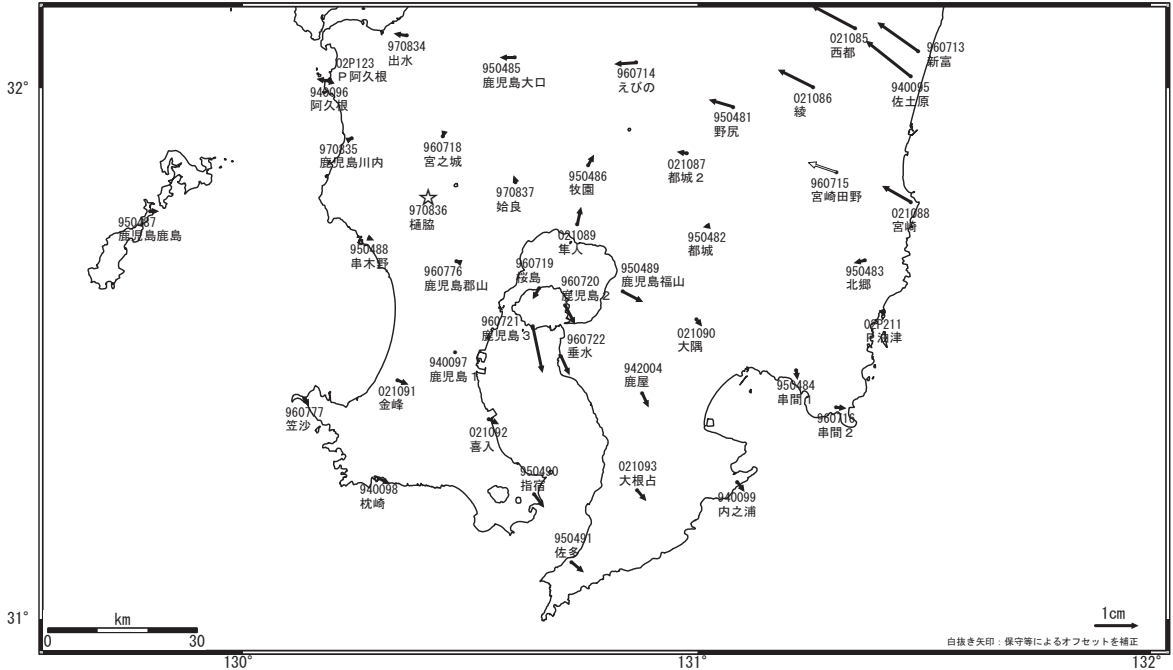 970834
出水
02P123
P阿久根
940096
阿久根
950485
鹿児島大口
960714
えびの
021085
西都
960713
新富
940095
佐土原
021086
綾
950481
野尻
32°
970835
鹿児島川内
960718
宮之城
970837
姶良
950486
牧園
021087
都城2
960715
宮崎田野
021088
宮崎
970836
樋脇
950487
鹿児島鹿島
950488
串木野
021089
隼人
950482
都城
960776
鹿児島郡山
960719
桜島
960720
鹿児島2
950489
鹿児島福山
950483
北郷
960721
鹿児島3
960722
垂水
021090
大隅
02P211
P油津
940097
鹿児島1
942004
鹿屋
950484
串間1
021091
金峰
960777
笠沙
960716
串間2
021092
喜入
950490
指宿
021093
大根占
940098
枕崎
940099
内之浦
950491
佐多
31°
km
0 30
1cm
白抜き矢印：保守等によるオフセットを補正
130° 131° 132°